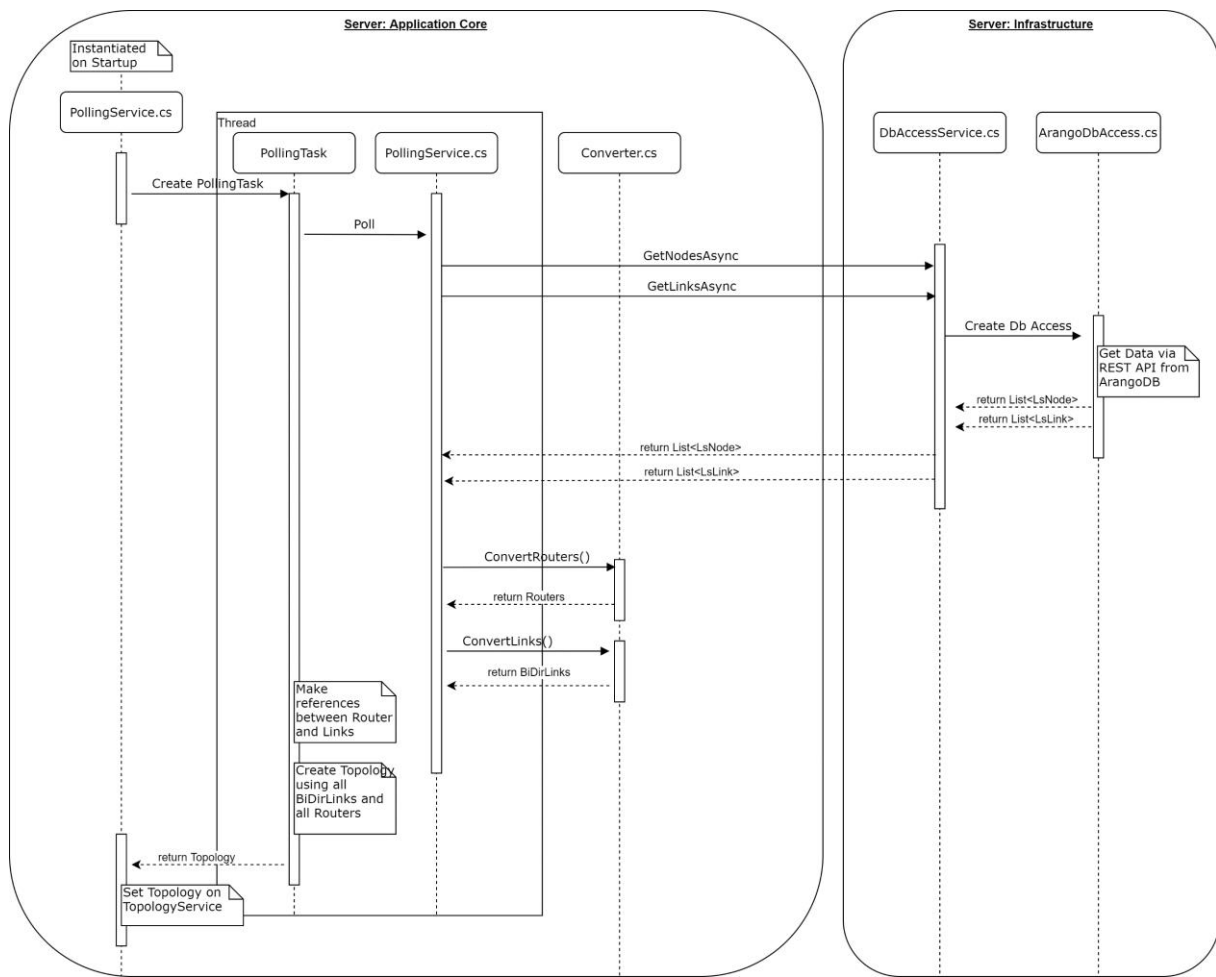 Server: Application Core
Server: Infrastructure
Instantiated
on Startup
PollingService.cs
Thread
PollingTask
PollingService.cs
Converter.cs
DbAccessService.cs
ArangoDbAccess.cs
Create PollingTask
Poll
GetNodesAsync
GetLinksAsync
Create Db Access
Get Data via
REST API from
ArangoDB
return List<LsNode>
return List<LsLink>
return List<LsNode>
return List<LsLink>
ConvertRouters()
return Routers
ConvertLinks()
return BiDirLinks
Make
references
between Router
and Links
Create Topology
using all
BiDirLinks and
all Routers
return Topology
Set Topology on
TopologyService